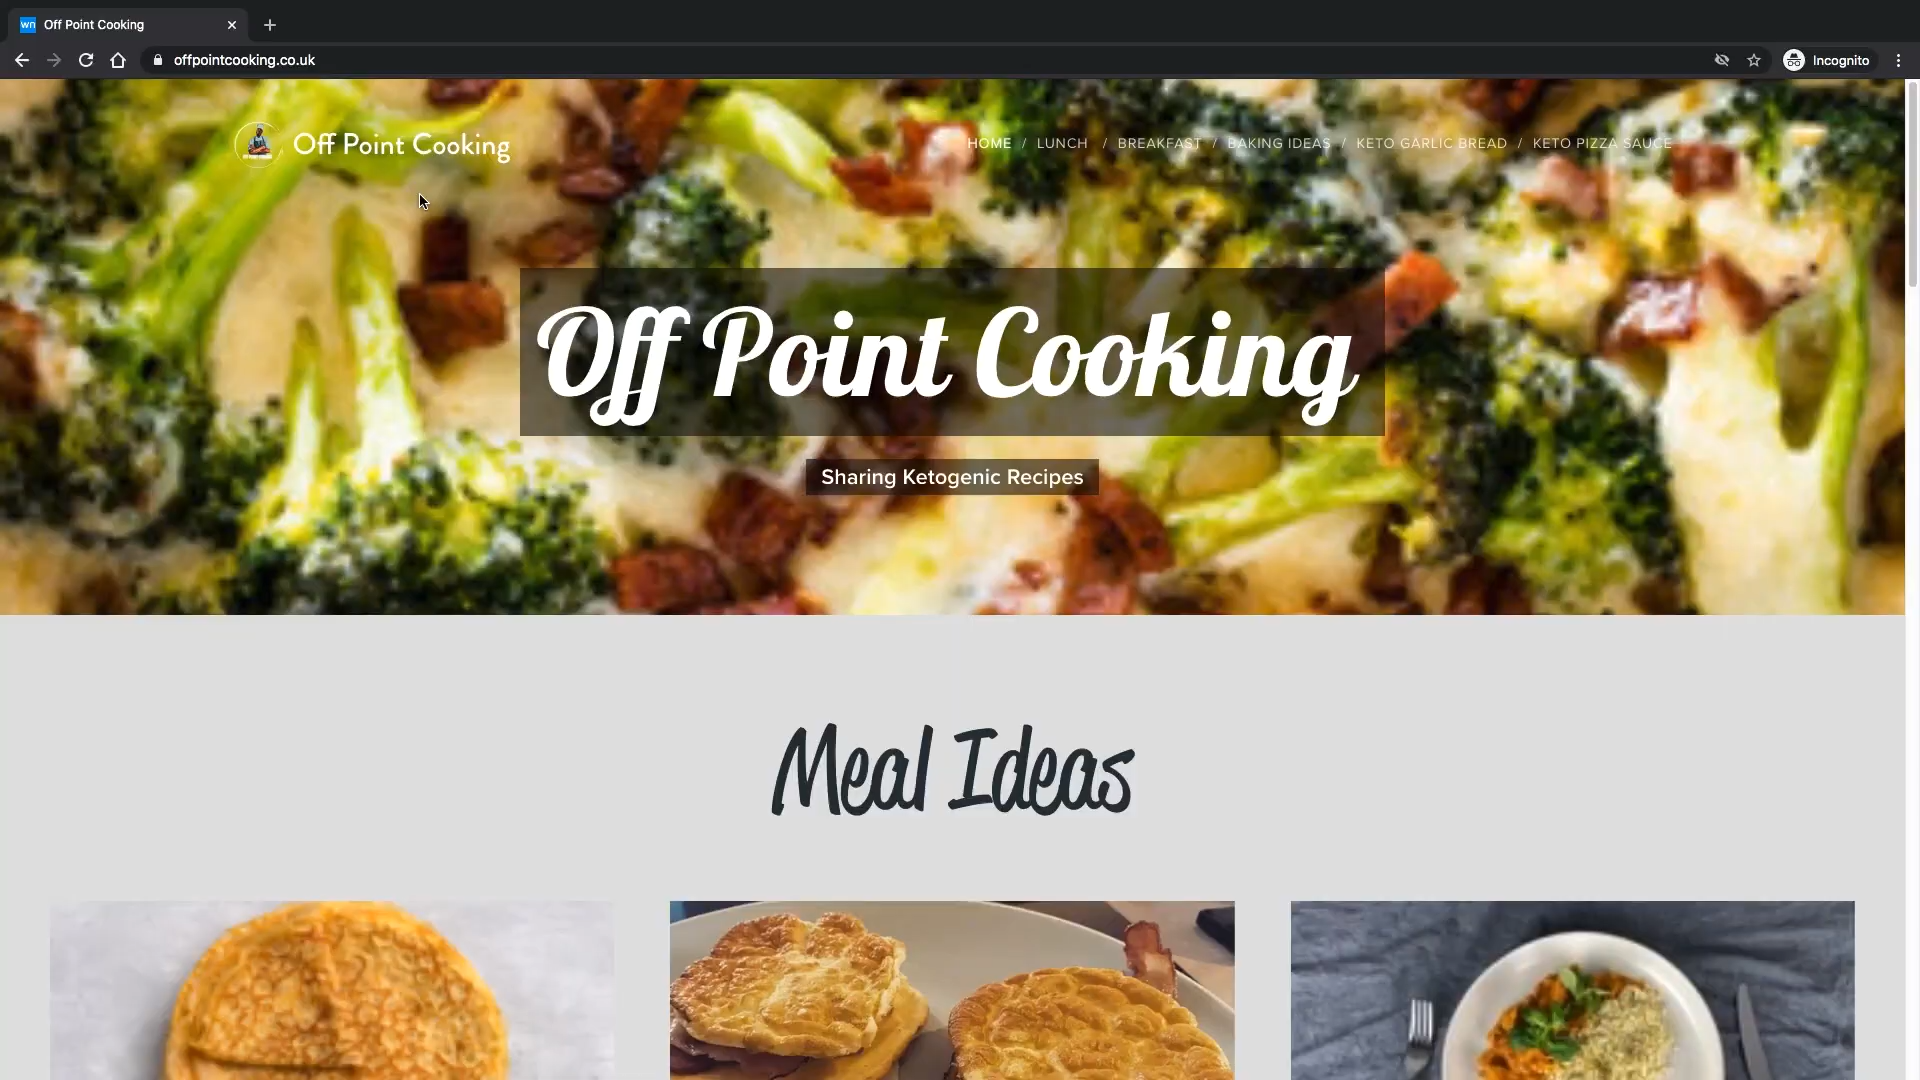 wn Off Point Cooking
offpointcooking.co.uk
Incognito
Off Point Cooking
HOME / LUNCH / BREAKFAST / BAKING IDEAS / KETO GARLIC BREAD / KETO PIZZA SAUCE
Off Point Cooking
Sharing Ketogenic Recipes
Meal Ideas